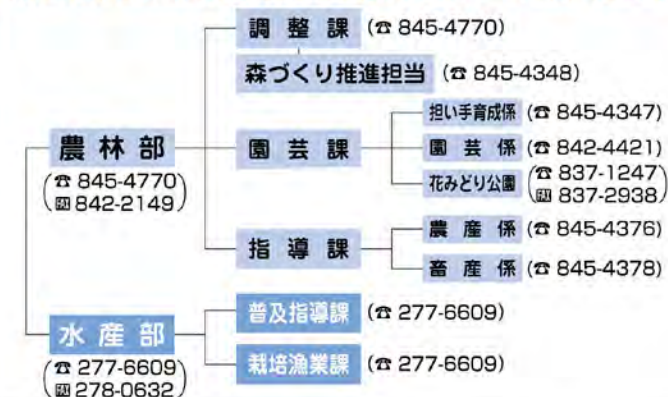 調整課 (☎ 845-4770)
森づくり推進担当 (☎ 845-4348)
農林部
(☎ 845-4770)
(FAX 842-2149)
園芸課
担い手育成係 (☎ 845-4347)
園芸係 (☎ 842-4421)
花みどり公園 (☎ 837-1247)
(FAX 837-2938)
指導課
農産係 (☎ 845-4376)
畜産係 (☎ 845-4378)
水産部
(☎ 277-6609)
(FAX 278-0632)
普及指導課 (☎ 277-6609)
栽培漁業課 (☎ 277-6609)